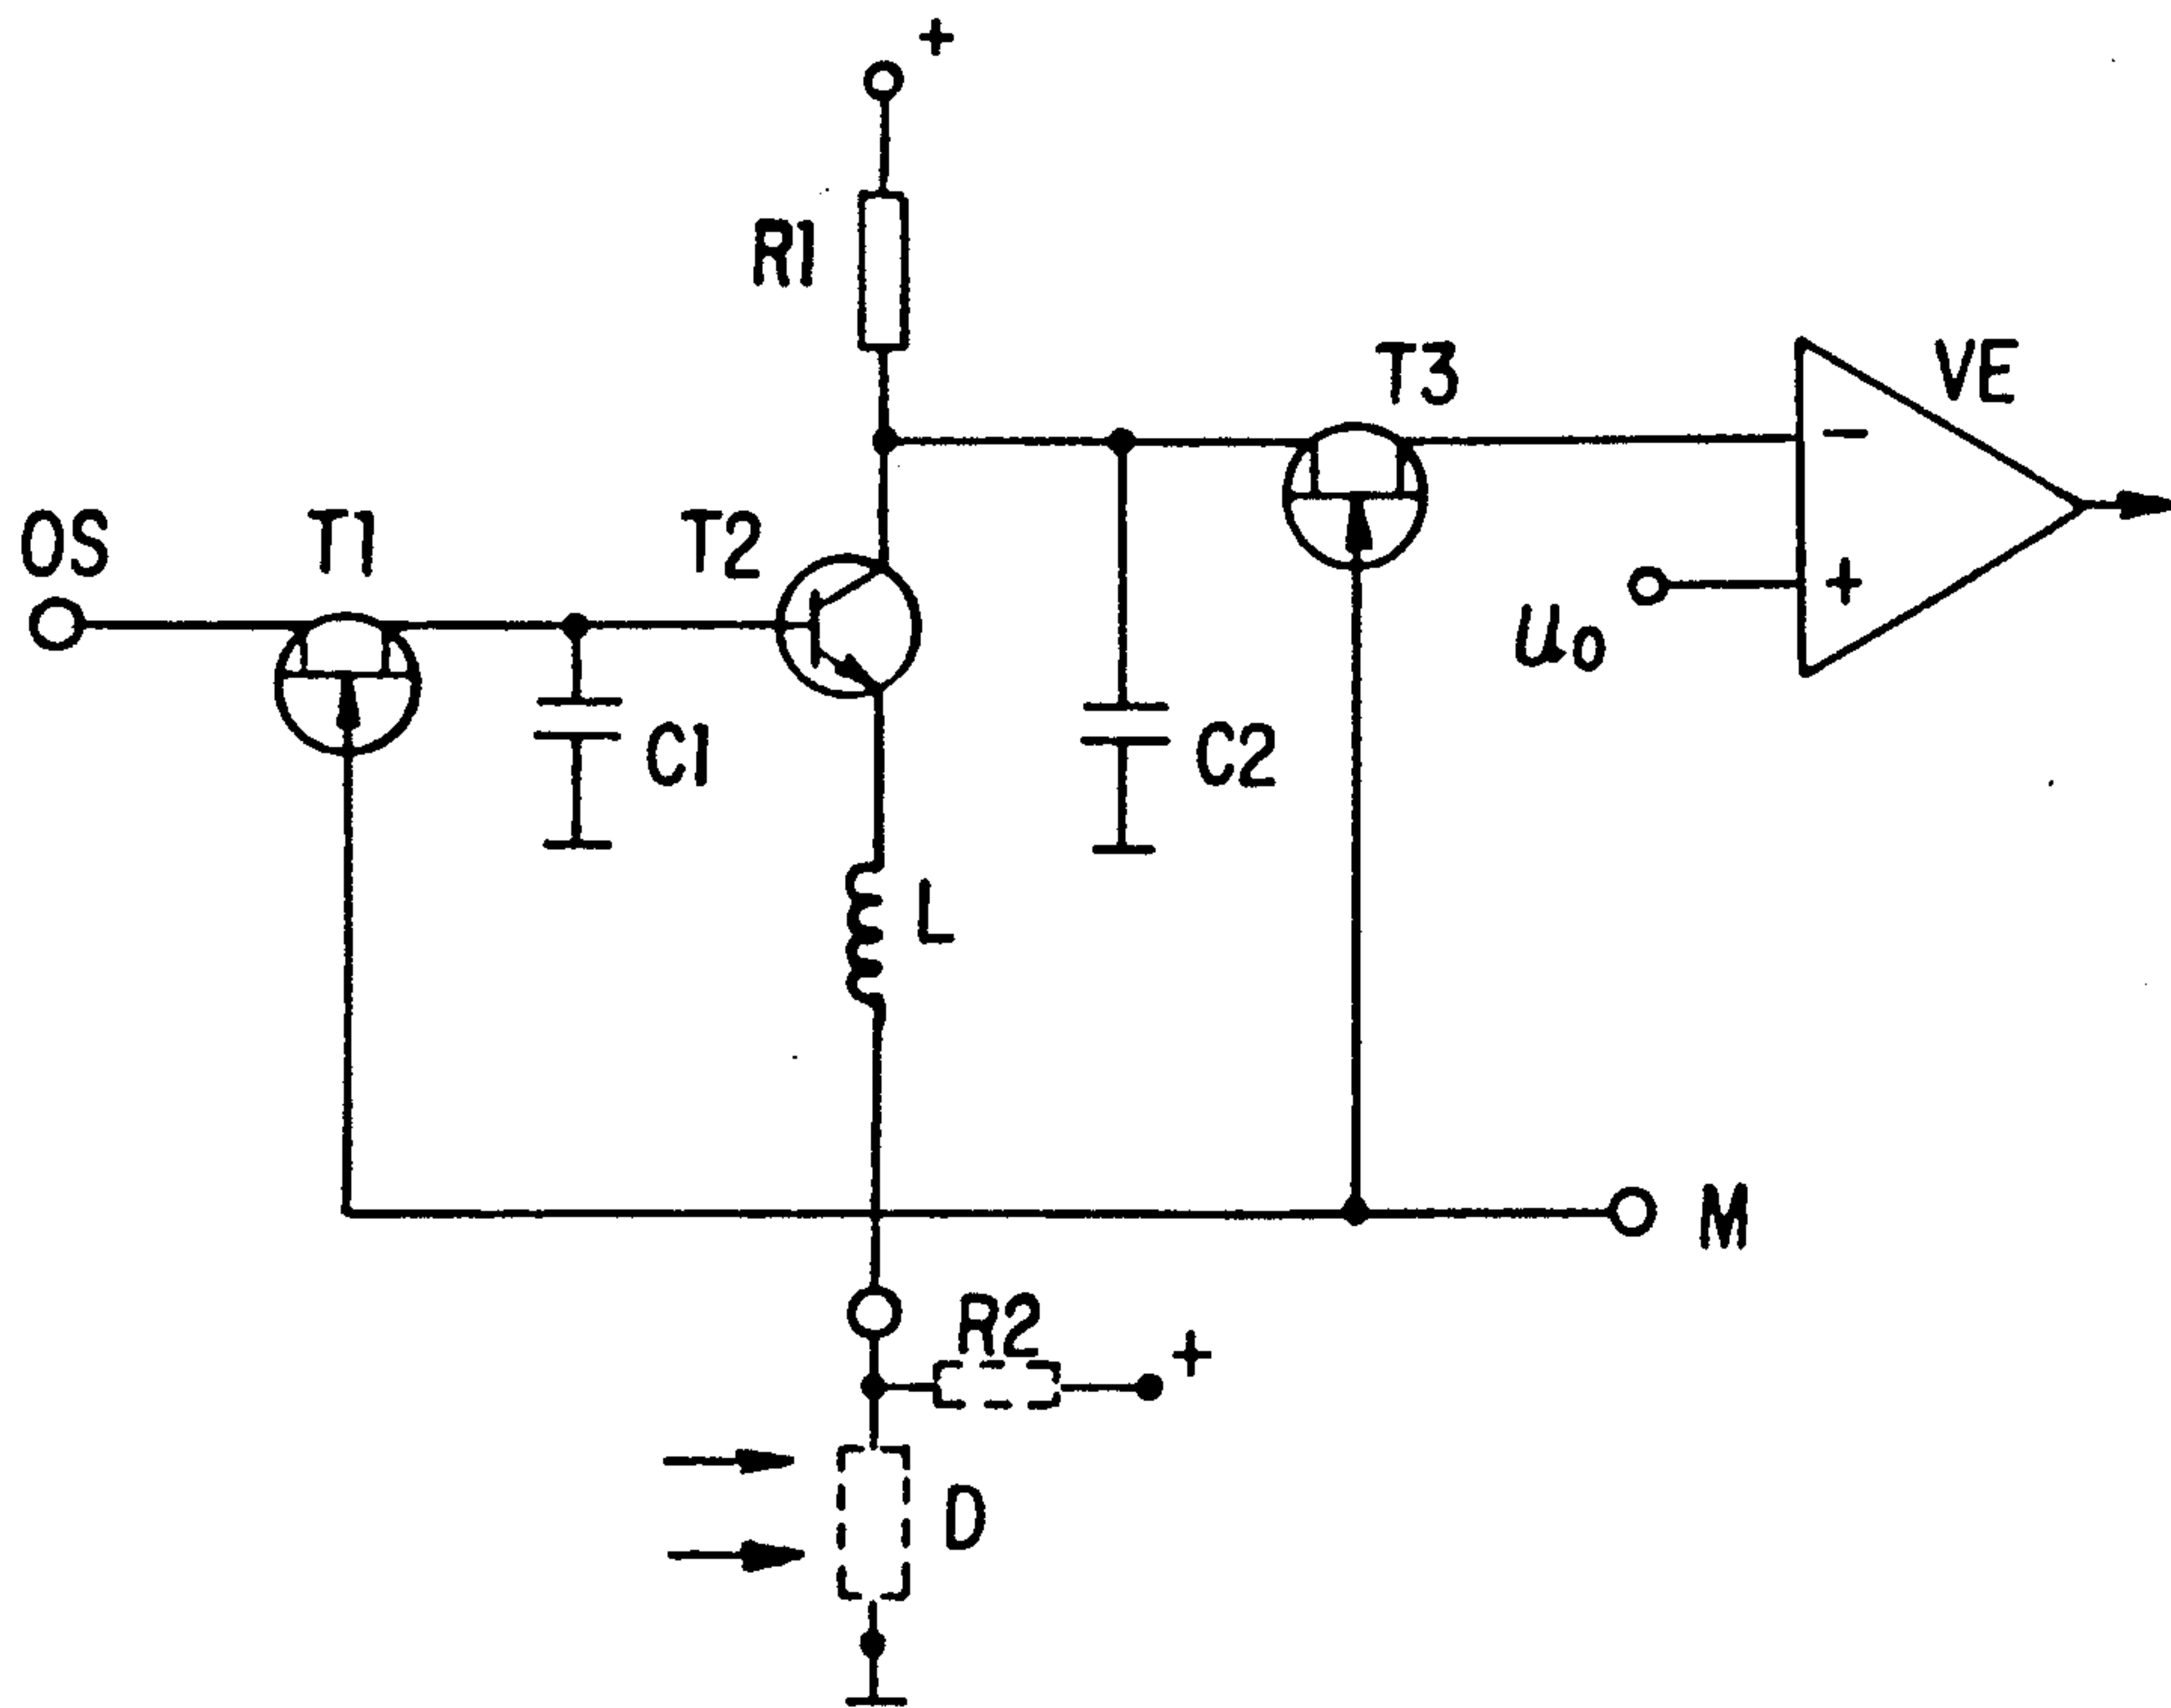 +
R1
T3
VE
−
OS
T1
T2
+
u₀
C1
C2
L
M
R2
+
D